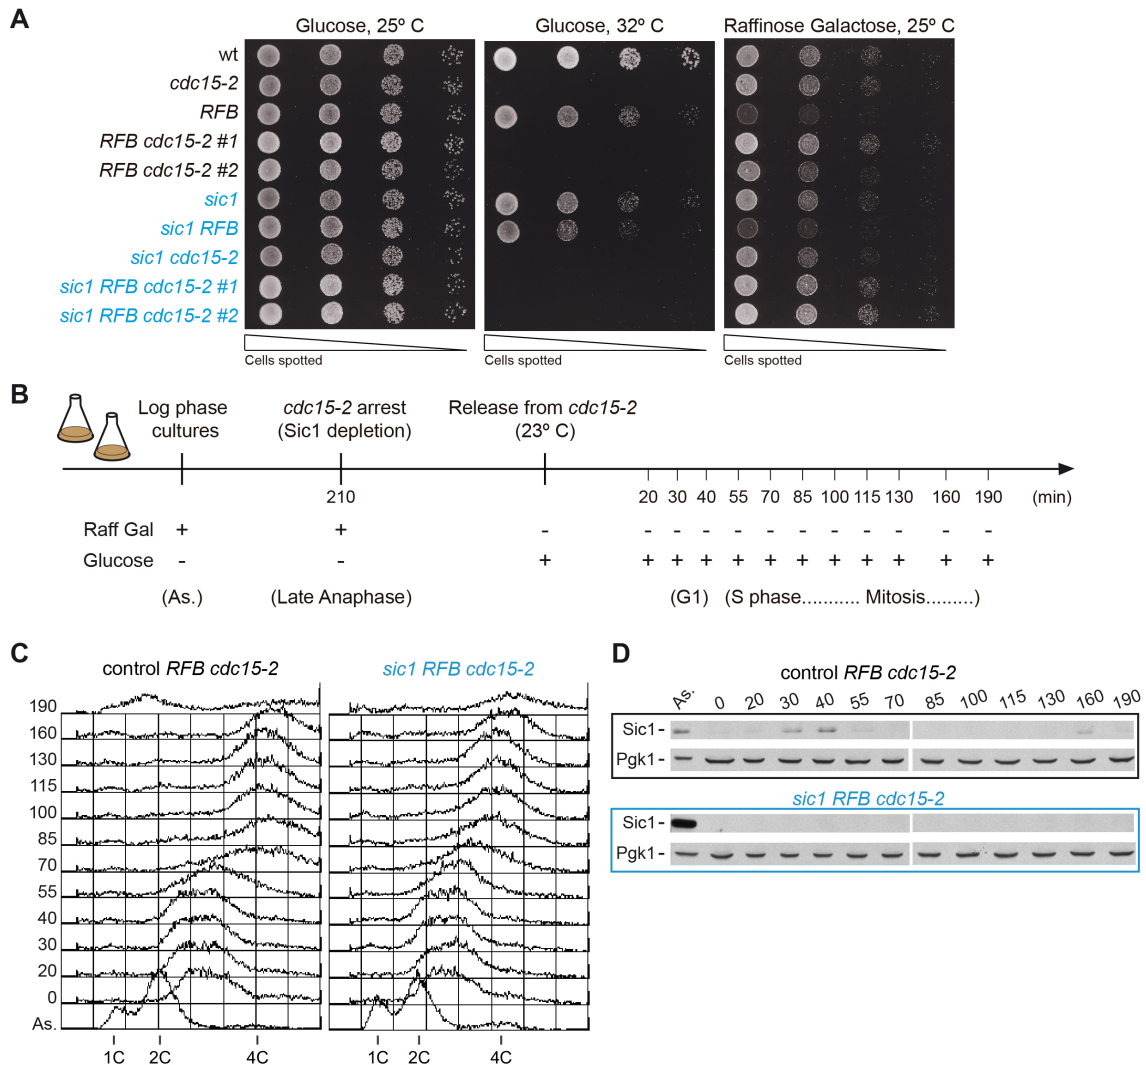 A
Glucose, 25º C
Glucose, 32º C
Raffinose Galactose, 25º C
wt
cdc15-2
RFB
RFB cdc15-2 #1
RFB cdc15-2 #2
sic1
sic1 RFB
sic1 cdc15-2
sic1 RFB cdc15-2 #1
sic1 RFB cdc15-2 #2
Cells spotted
Cells spotted
Cells spotted
B
Log phase
cultures
cdc15-2 arrest
(Sic1 depletion)
Release from cdc15-2
(23º C)
210
20 30 40 55 70 85 100 115 130 160 190 (min)
Raff Gal + + - - - - - - - - - - - -
Glucose - - + + + + + + + + + + + +
(As.)
(Late Anaphase)
(G1)
(S phase........... Mitosis.........)
C
control RFB cdc15-2
sic1 RFB cdc15-2
190
160
130
115
100
85
70
55
40
30
20
0
As.
1C 2C 4C
1C 2C 4C
D
control RFB cdc15-2
As. 0 20 30 40 55 70 85 100 115 130 160 190
Sic1-
Pgk1-
sic1 RFB cdc15-2
Sic1-
Pgk1-